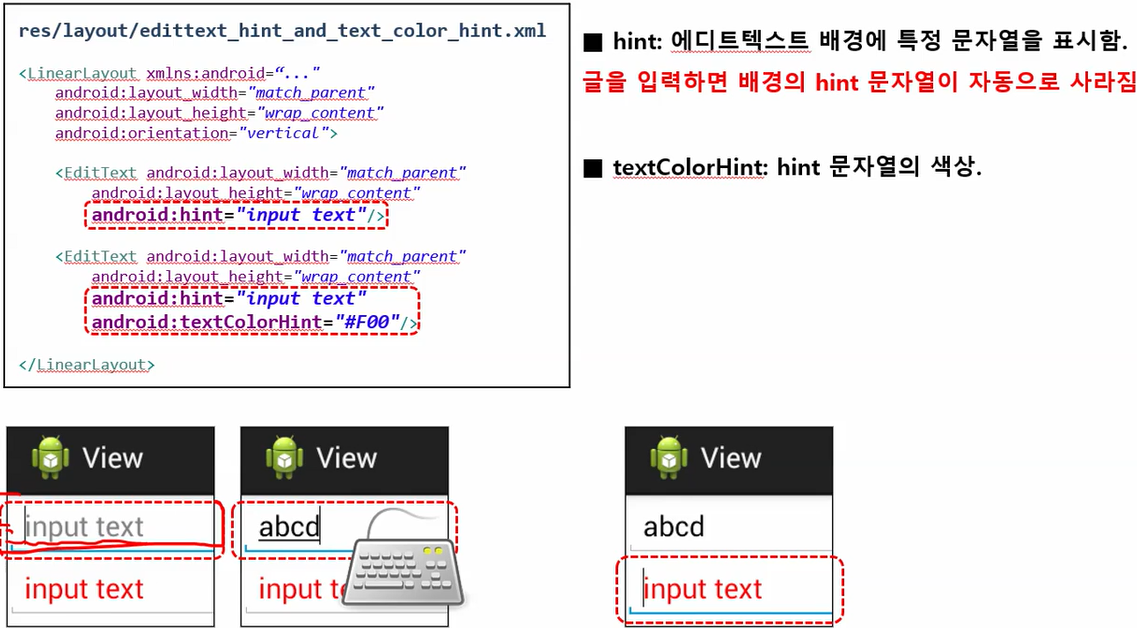 res/layout/edittext_hint_and_text_color_hint.xml
<LinearLayout xmlns:android=“..."
android:layout_width="match_parent"
android:layout_height="wrap_content"
android:orientation="vertical">
<EditText android:layout_width="match_parent"
android:layout_height="wrap_content"
android:hint="input text"/>
<EditText android:layout_width="match_parent"
android:layout_height="wrap_content"
android:hint="input text"
android:textColorHint="#F00"/>
</LinearLayout>
■ hint: 에디트텍스트 배경에 특정 문자열을 표시함.
글을 입력하면 배경의 hint 문자열이 자동으로 사라짐
■ textColorHint: hint 문자열의 색상.
View
input text
input text
View
abcd
input te
View
abcd
input text